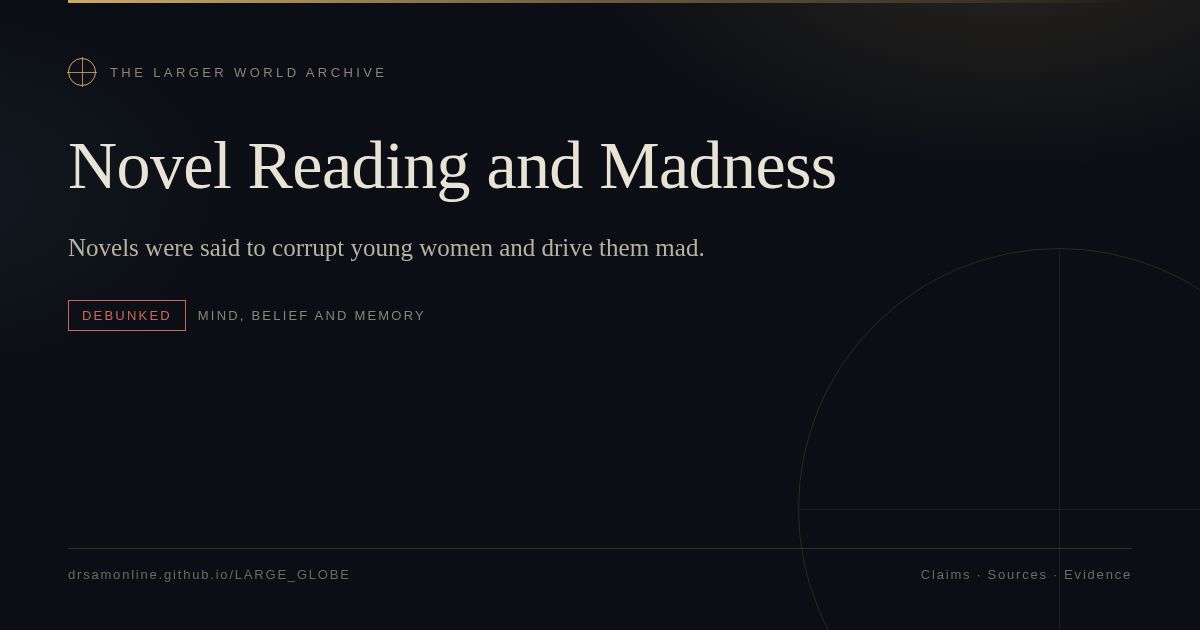 THE LARGER WORLD ARCHIVE
Novel Reading and Madness
Novels were said to corrupt young women and drive them mad.
DEBUNKED MIND, BELIEF AND MEMORY
drsamonline.github.io/LARGE_GLOBE
Claims · Sources · Evidence